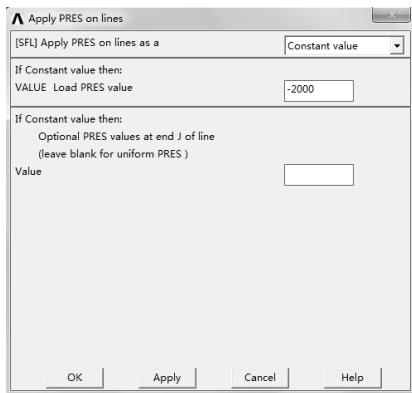 Apply PRES on lines
[SFL] Apply PRES on lines as a Constant value
If Constant value then:
VALUE Load PRES value -2000
If Constant value then:
Optional PRES values at end J of line
(leave blank for uniform PRES )
Value
OK Apply Cancel Help